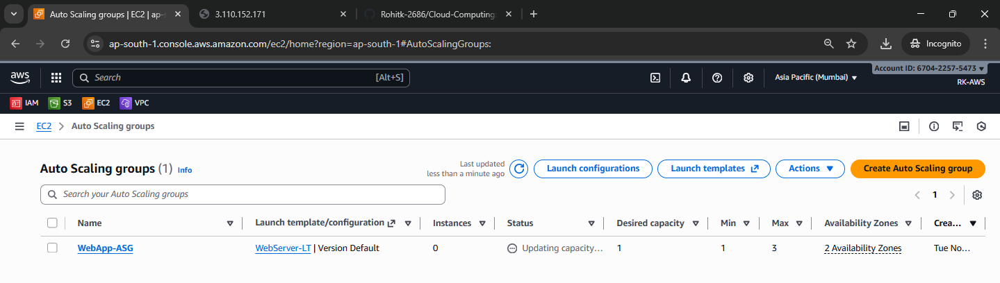 Auto Scaling groups | EC2 | ap-s
3.110.152.171
Rohitk-2686/Cloud-Computing
ap-south-1.console.aws.amazon.com/ec2/home?region=ap-south-1#AutoScalingGroups:
Incognito
aws
Search
[Alt+S]
Asia Pacific (Mumbai)
Account ID: 6704-2257-5473
RK-AWS
IAM
S3
EC2
VPC
EC2 > Auto Scaling groups
Auto Scaling groups (1) Info
Last updated
less than a minute ago
Launch configurations
Launch templates
Actions
Create Auto Scaling group
Search your Auto Scaling groups
1
Name
Launch template/configuration
Instances
Status
Desired capacity
Min
Max
Availability Zones
Crea...
WebApp-ASG
WebServer-LT | Version Default
0
Updating capacity...
1
1
3
2 Availability Zones
Tue No...